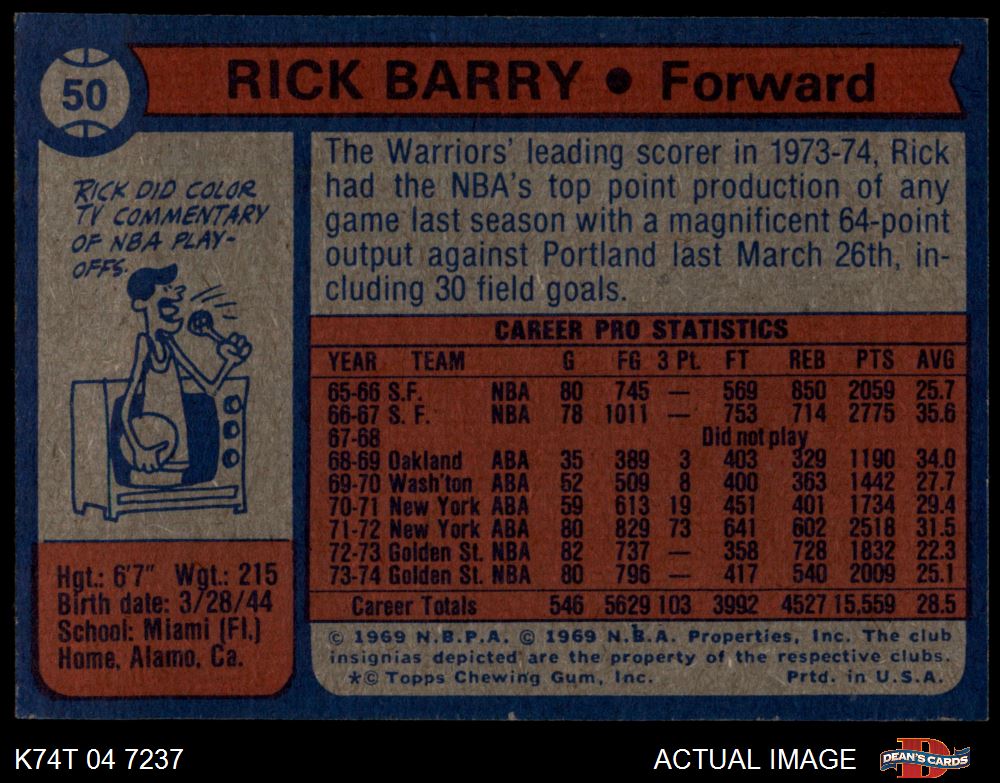 50
RICK BARRY • Forward
RICK DID COLOR
TV COMMENTARY
OF NBA PLAY-
OFFS.
The Warriors' leading scorer in 1973-74, Rick
had the NBA's top point production of any
game last season with a magnificent 64-point
output against Portland last March 26th, in-
cluding 30 field goals.
CAREER PRO STATISTICS
YEAR TEAM G FG 3 Pt. FT REB PTS AVG
65-66 S.F. NBA 80 745 — 569 850 2059 25.7
66-67 S. F. NBA 78 1011 — 753 714 2775 35.6
67-68 Did not play
68-69 Oakland ABA 35 389 3 403 329 1190 34.0
69-70 Wash'ton ABA 52 509 8 400 363 1442 27.7
70-71 New York ABA 59 613 19 451 401 1734 29.4
71-72 New York ABA 80 829 73 641 602 2518 31.5
72-73 Golden St. NBA 82 737 — 358 728 1832 22.3
73-74 Golden St. NBA 80 796 — 417 540 2009 25.1
Career Totals 546 5629 103 3992 4527 15,559 28.5
Hgt.: 6'7" Wgt.: 215
Birth date: 3/28/44
School: Miami (Fl.)
Home, Alamo, Ca.
© 1969 N.B.P.A. © 1969 N.B.A. Properties, Inc. The club
insignias depicted are the property of the respective clubs.
*© Topps Chewing Gum, Inc. Prtd. in U.S.A.
K74T 04 7237
ACTUAL IMAGE
DEAN'S CARDS